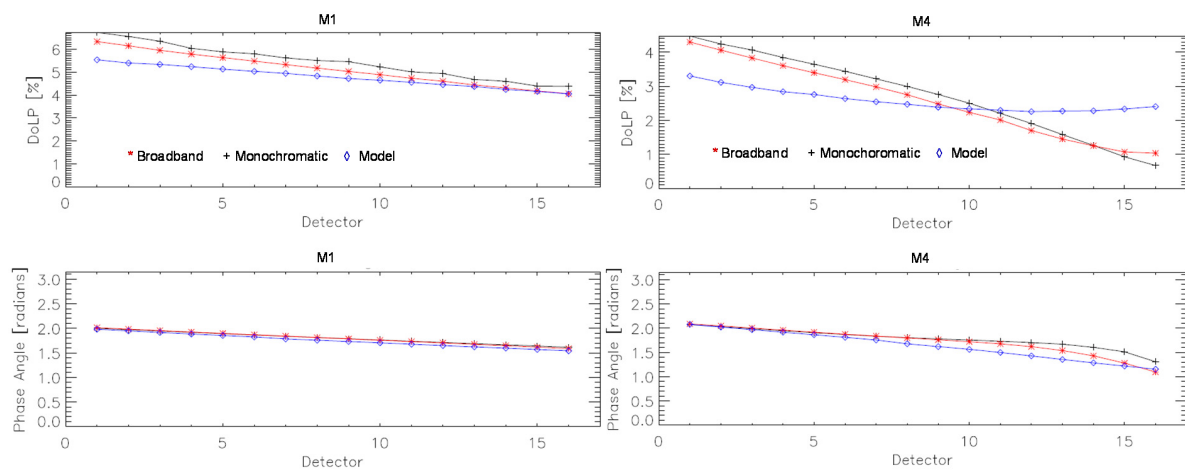 M1
DoLP [%]
6
5
4
3
2
1
0
* Broadband + Monochromatic ◇ Model
0 5 10 15
Detector
M4
DoLP [%]
4
3
2
1
0
* Broadband + Monochoromatic ◇ Model
0 5 10 15
Detector
M1
Phase Angle [radians]
3.0
2.5
2.0
1.5
1.0
0.5
0.0
0 5 10 15
Detector
M4
Phase Angle [radians]
3.0
2.5
2.0
1.5
1.0
0.5
0.0
0 5 10 15
Detector